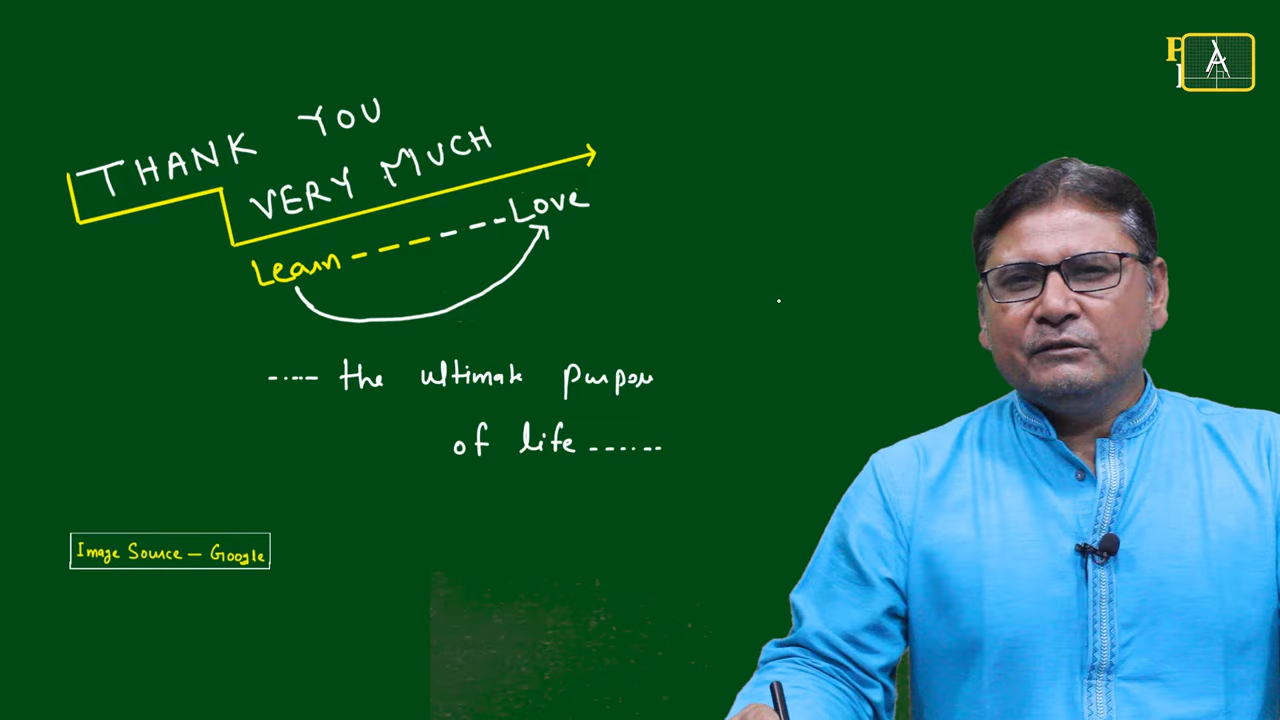 THANK YOU
VERY MUCH
Learn ------- Love
----- the ultimate purpose
of life ------
Image Source – Google
P
A